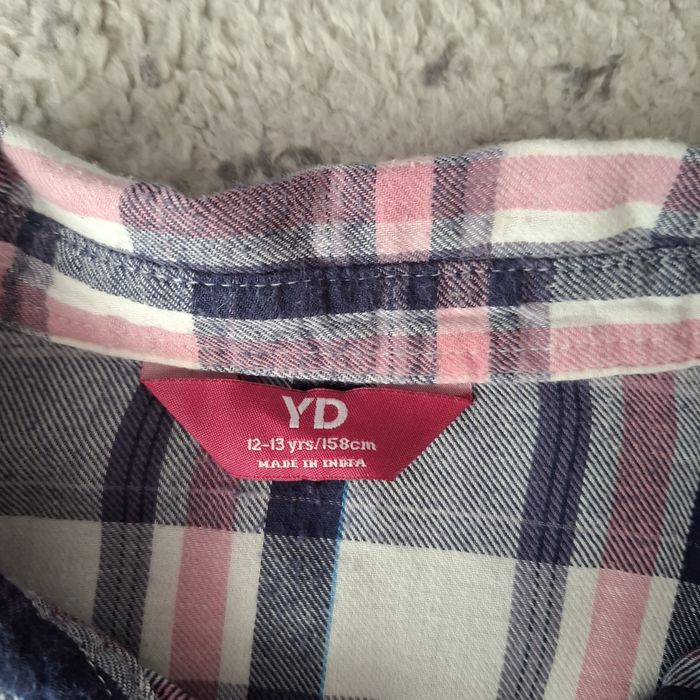 YD
12-13 yrs/158cm
MADE IN INDIA